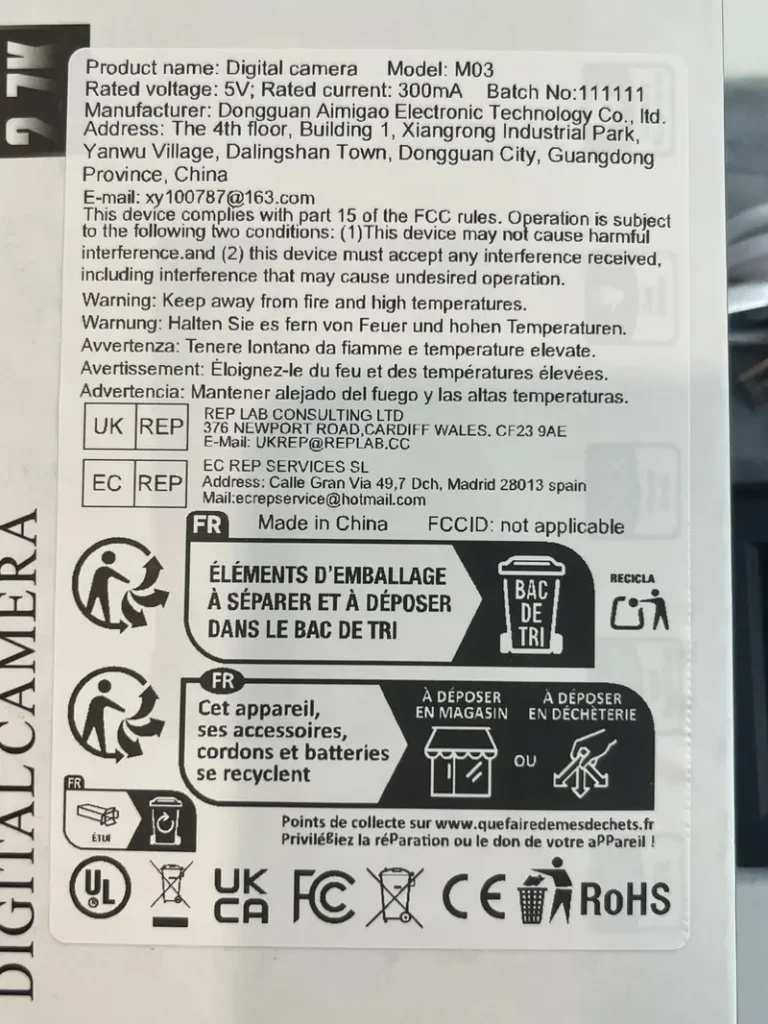 2.7K
DIGITAL CAMERA
Product name: Digital camera Model: M03
Rated voltage: 5V; Rated current: 300mA Batch No:111111
Manufacturer: Dongguan Aimigao Electronic Technology Co., ltd.
Address: The 4th floor, Building 1, Xiangrong Industrial Park,
Yanwu Village, Dalingshan Town, Dongguan City, Guangdong
Province, China
E-mail: xy100787@163.com
This device complies with part 15 of the FCC rules. Operation is subject
to the following two conditions: (1)This device may not cause harmful
interference.and (2) this device must accept any interference received,
including interference that may cause undesired operation.
Warning: Keep away from fire and high temperatures.
Warnung: Halten Sie es fern von Feuer und hohen Temperaturen.
Avvertenza: Tenere lontano da fiamme e temperature elevate.
Avertissement: Éloignez-le du feu et des températures élevées.
Advertencia: Mantener alejado del fuego y las altas temperaturas.
UK REP
REP LAB CONSULTING LTD
376 NEWPORT ROAD,CARDIFF WALES. CF23 9AE
E-Mail: UKREP@REPLAB.CC
EC REP
EC REP SERVICES SL
Address: Calle Gran Via 49,7 Dch, Madrid 28013 spain
Mail:ecrepservice@hotmail.com
FR Made in China FCCID: not applicable
ÉLÉMENTS D'EMBALLAGE
À SÉPARER ET À DÉPOSER
DANS LE BAC DE TRI
BAC
DE
TRI
RECICLA
FR
Cet appareil,
ses accessoires,
cordons et batteries
se recyclent
À DÉPOSER
EN MAGASIN
OU
À DÉPOSER
EN DÉCHÈTERIE
FR
ÉTUI
Points de collecte sur www.quefairedemesdechets.fr
Priviléßiez la réParation ou le don de votre aPPareil !
UL
UK
CA
FC
CE
RoHS